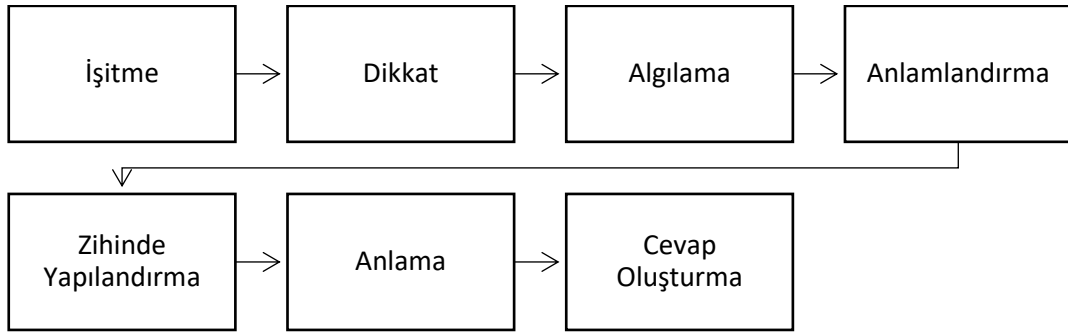 İşitme
Dikkat
Algılama
Anlamlandırma
Zihinde
Yapılandırma
Anlama
Cevap
Oluşturma